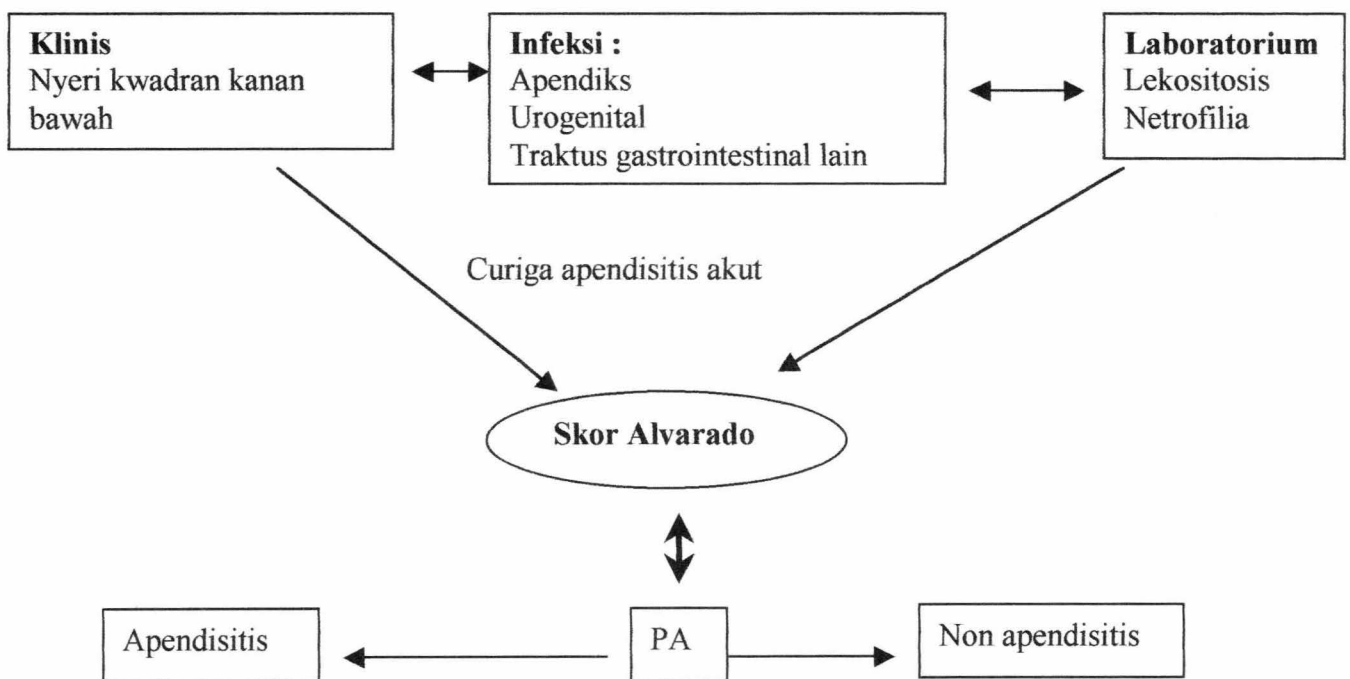 Klinis
Nyeri kwadran kanan
bawah
Infeksi :
Apendiks
Urogenital
Traktus gastrointestinal lain
Laboratorium
Lekositosis
Netrofilia
Curiga apendisitis akut
Skor Alvarado
Apendisitis
PA
Non apendisitis